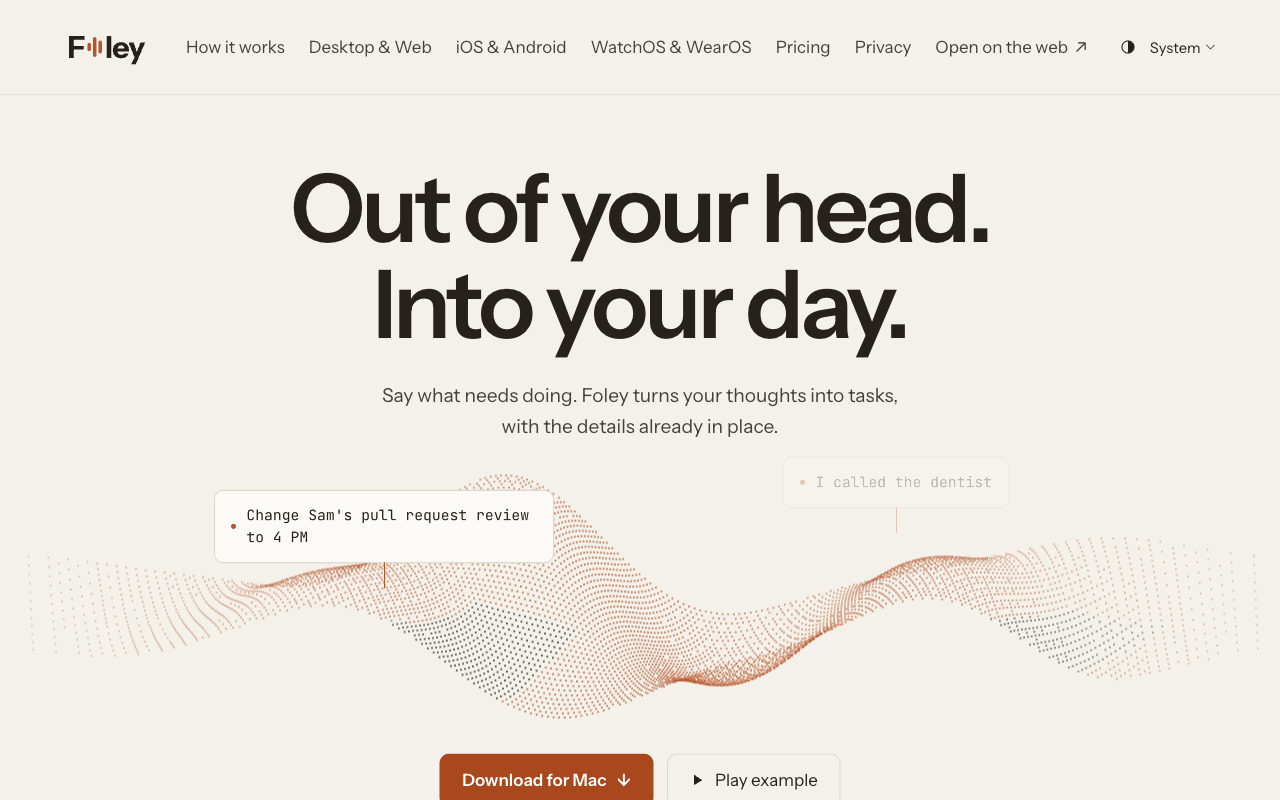 Foley
How it works
Desktop & Web
iOS & Android
WatchOS & WearOS
Pricing
Privacy
Open on the web
System
Out of your head.
Into your day.
Say what needs doing. Foley turns your thoughts into tasks,
with the details already in place.
I called the dentist
Change Sam's pull request review
to 4 PM
Download for Mac
Play example